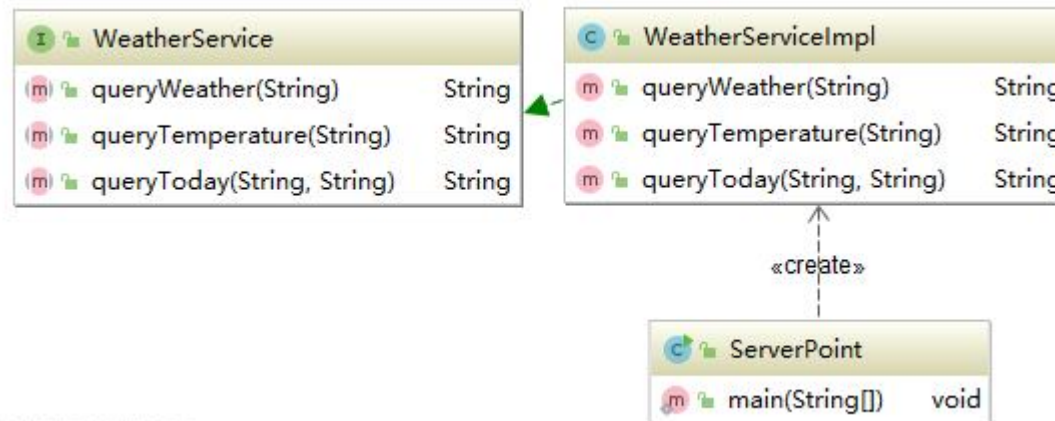 WeatherService
queryWeather(String) String
queryTemperature(String) String
queryToday(String, String) String
WeatherServiceImpl
queryWeather(String) String
queryTemperature(String) String
queryToday(String, String) String
«create»
ServerPoint
main(String[]) void